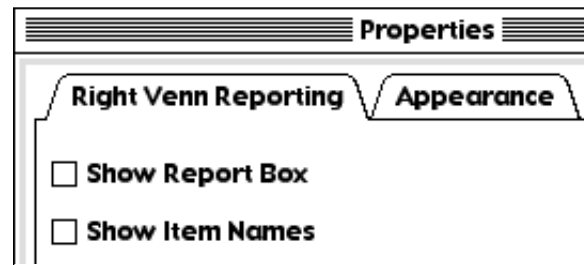 Properties
Right Venn Reporting Appearance
Show Report Box
Show Item Names